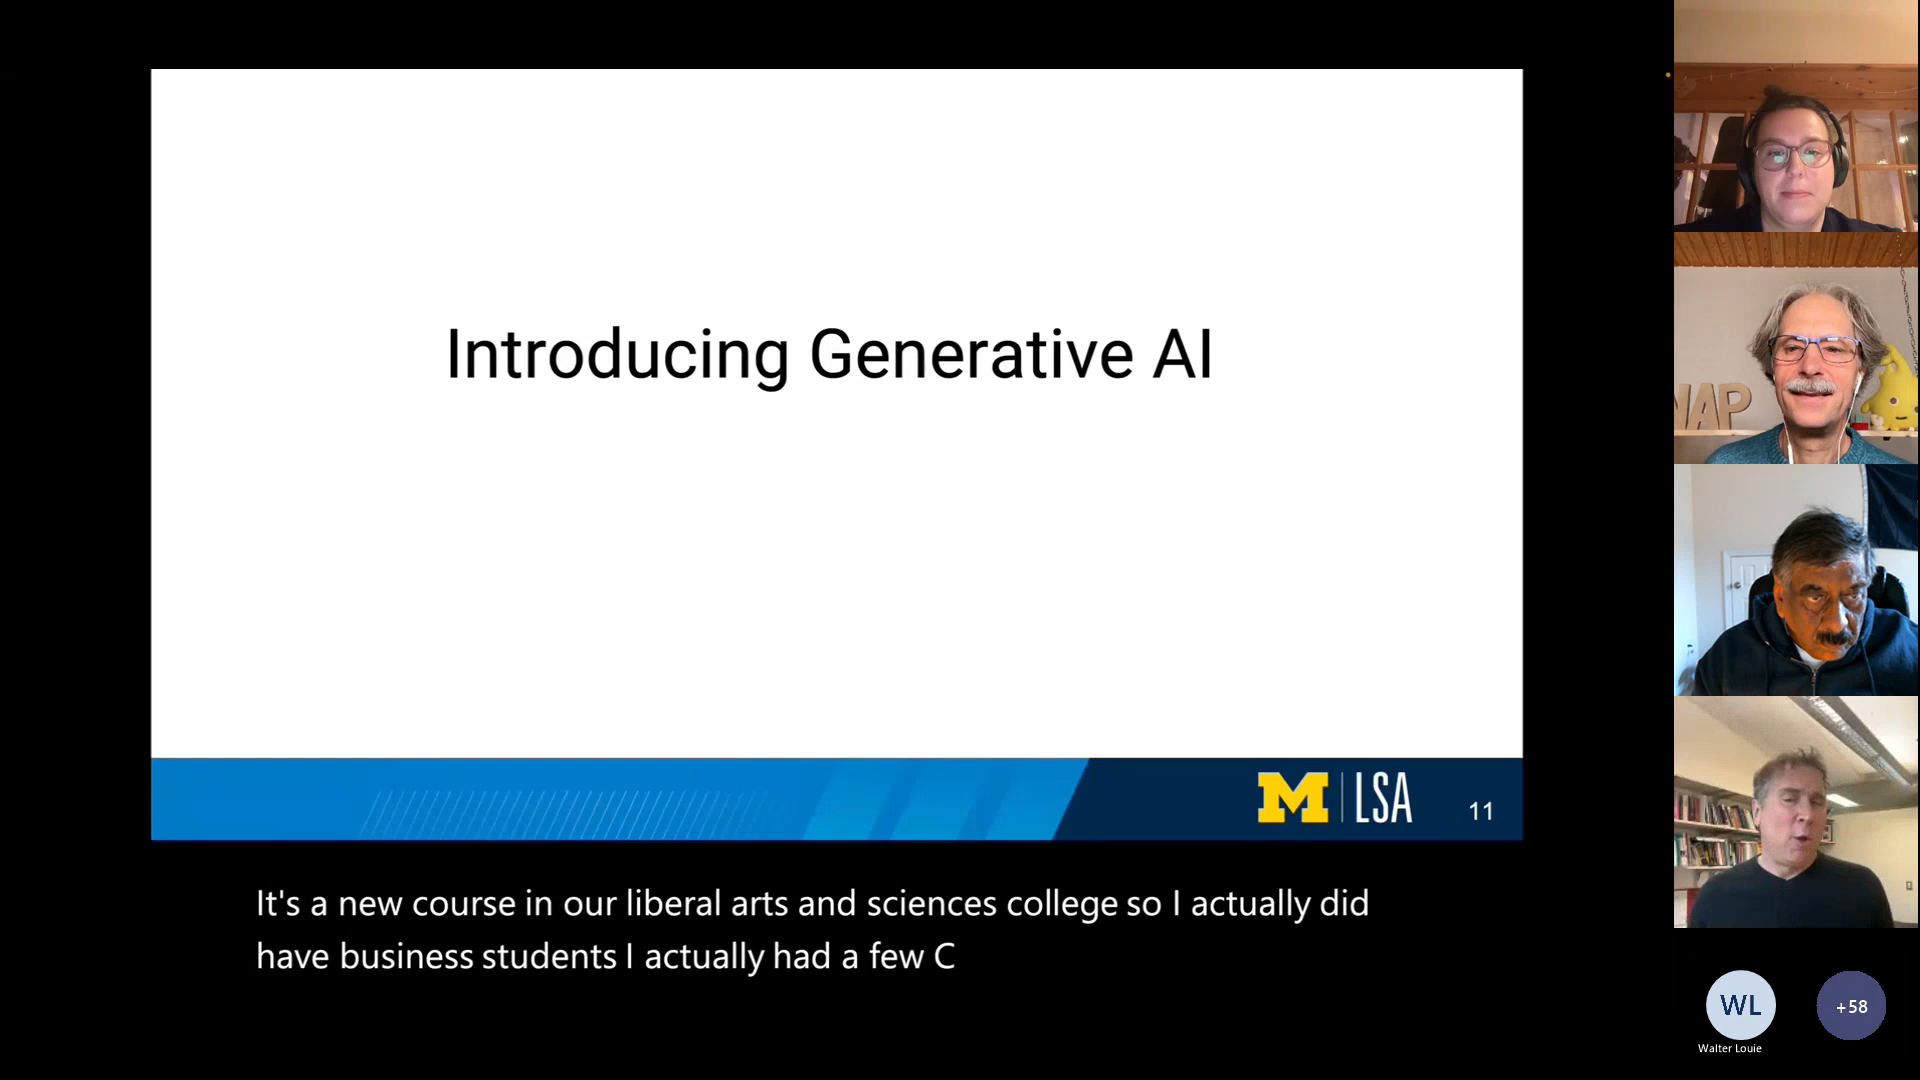 Introducing Generative AI
M | LSA
11
It's a new course in our liberal arts and sciences college so I actually did
have business students I actually had a few C
NAP
WL
+58
Walter Louie